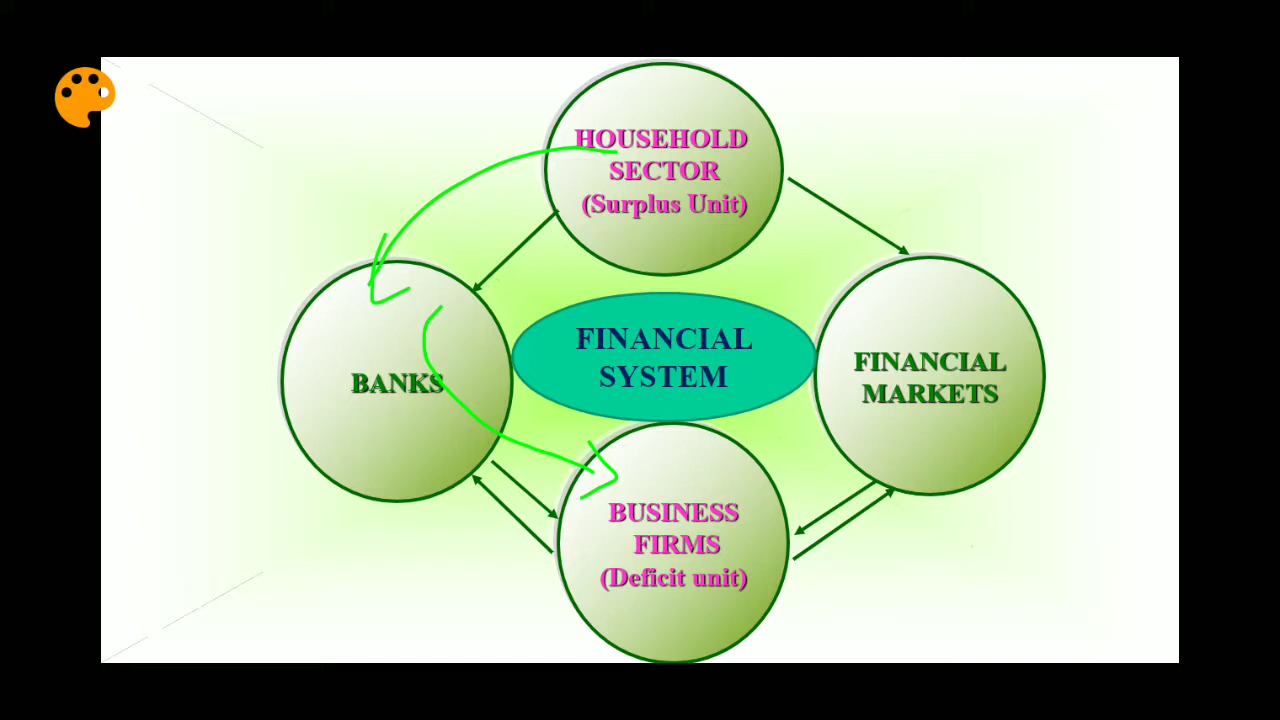 HOUSEHOLD
SECTOR
(Surplus Unit)
FINANCIAL
SYSTEM
BANKS
FINANCIAL
MARKETS
BUSINESS
FIRMS
(Deficit unit)